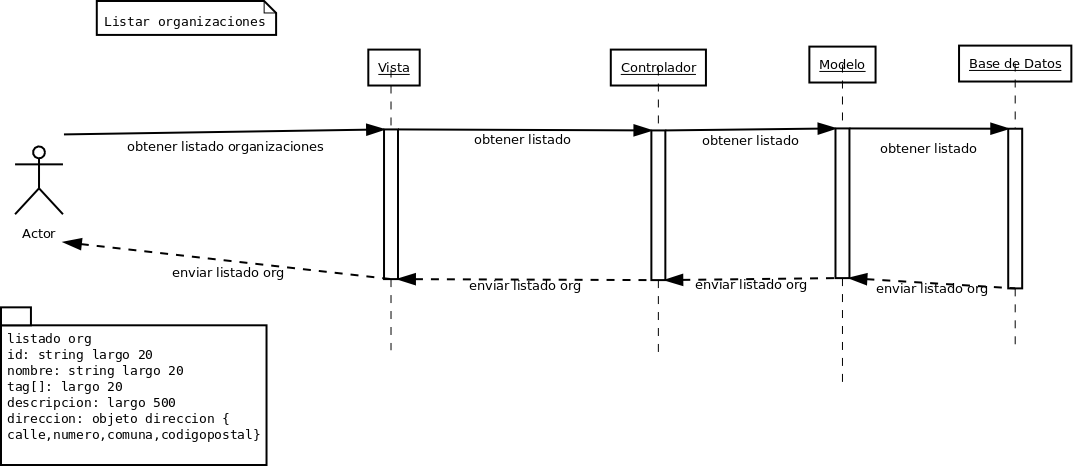 Listar organizaciones
Vista
Controlador
Modelo
Base de Datos
obtener listado organizaciones
obtener listado
obtener listado
obtener listado
Actor
enviar listado org
enviar listado org
enviar listado org
enviar listado org
listado org
id: string largo 20
nombre: string largo 20
tag[]: largo 20
descripcion: largo 500
direccion: objeto direccion {
calle,numero,comuna,codigopostal}